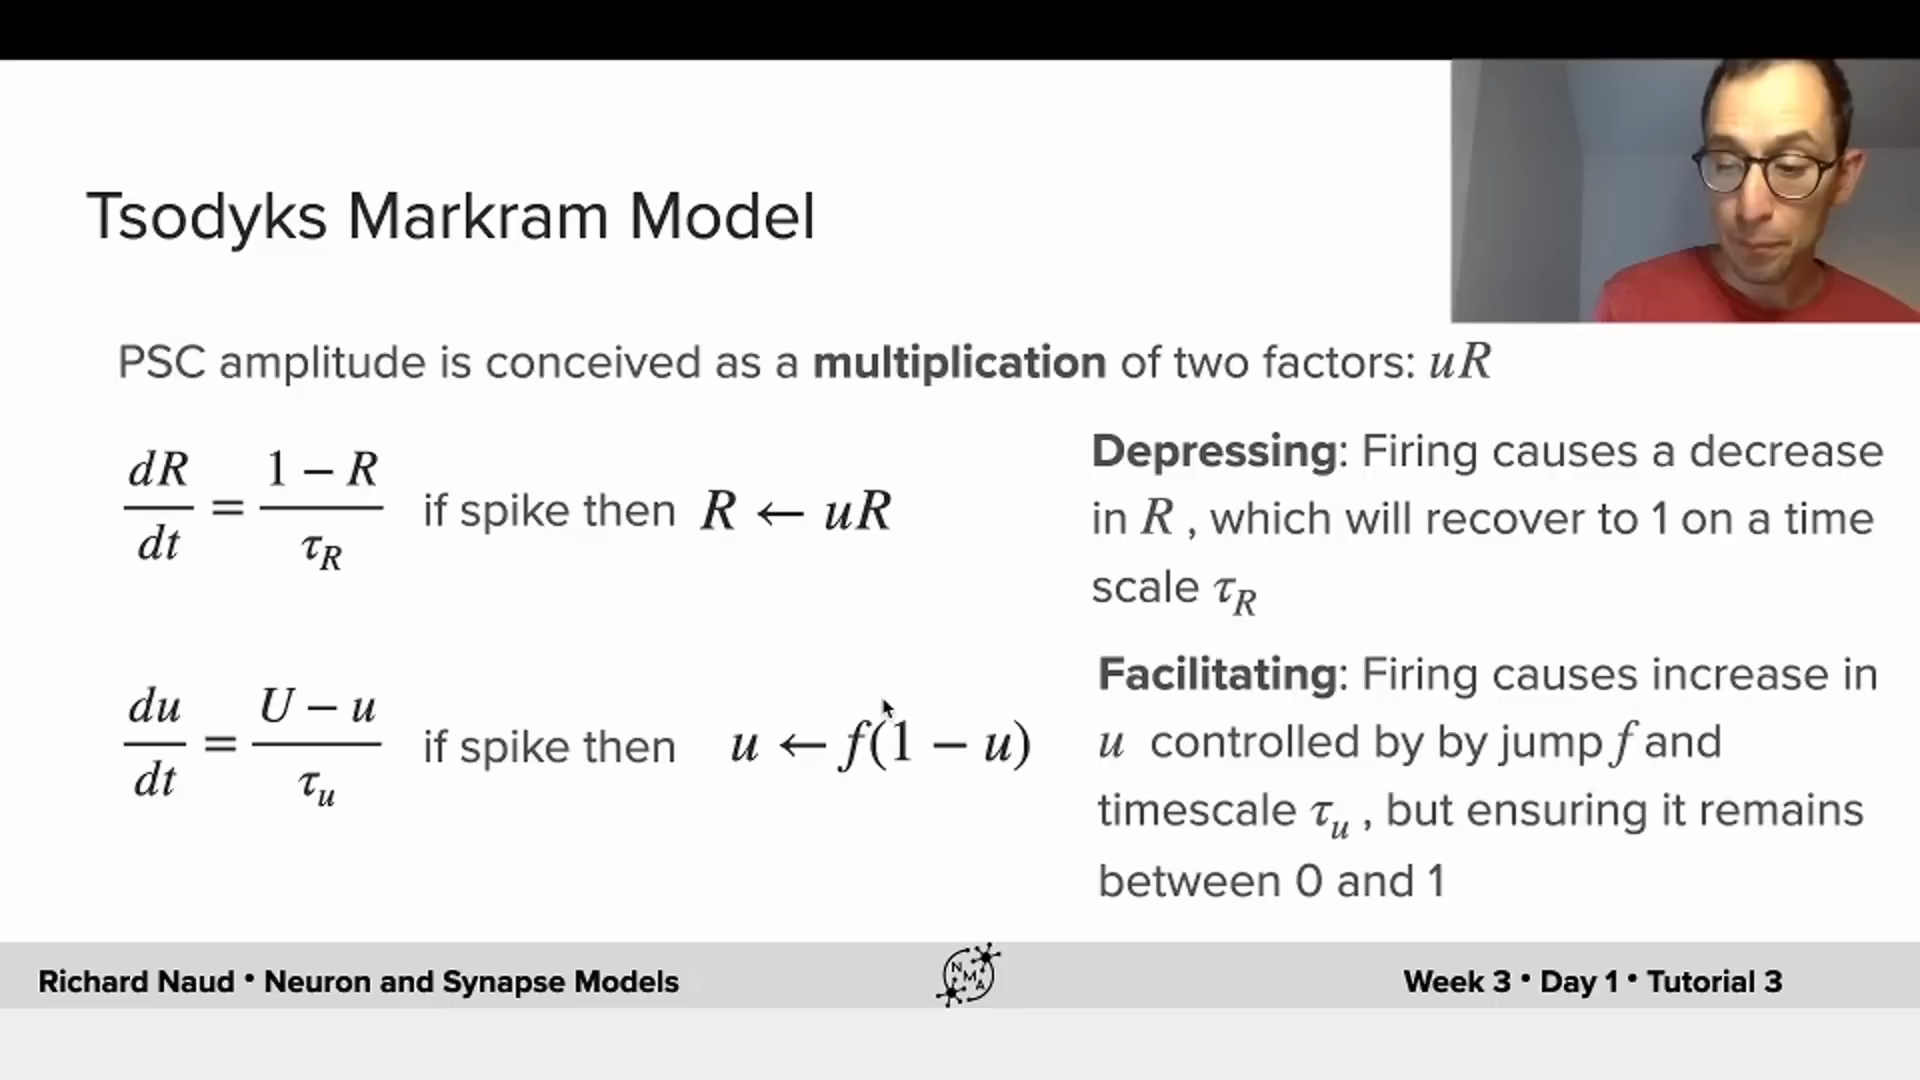 Tsodyks Markram Model
PSC amplitude is conceived as a multiplication of two factors: uR
dR/dt = (1 − R)/τ_R if spike then R ← uR
Depressing: Firing causes a decrease
in R , which will recover to 1 on a time
scale τ_R
du/dt = (U − u)/τ_u if spike then u ← f(1 − u)
Facilitating: Firing causes increase in
u controlled by by jump f and
timescale τ_u , but ensuring it remains
between 0 and 1
Richard Naud • Neuron and Synapse Models
NMA
Week 3 • Day 1 • Tutorial 3